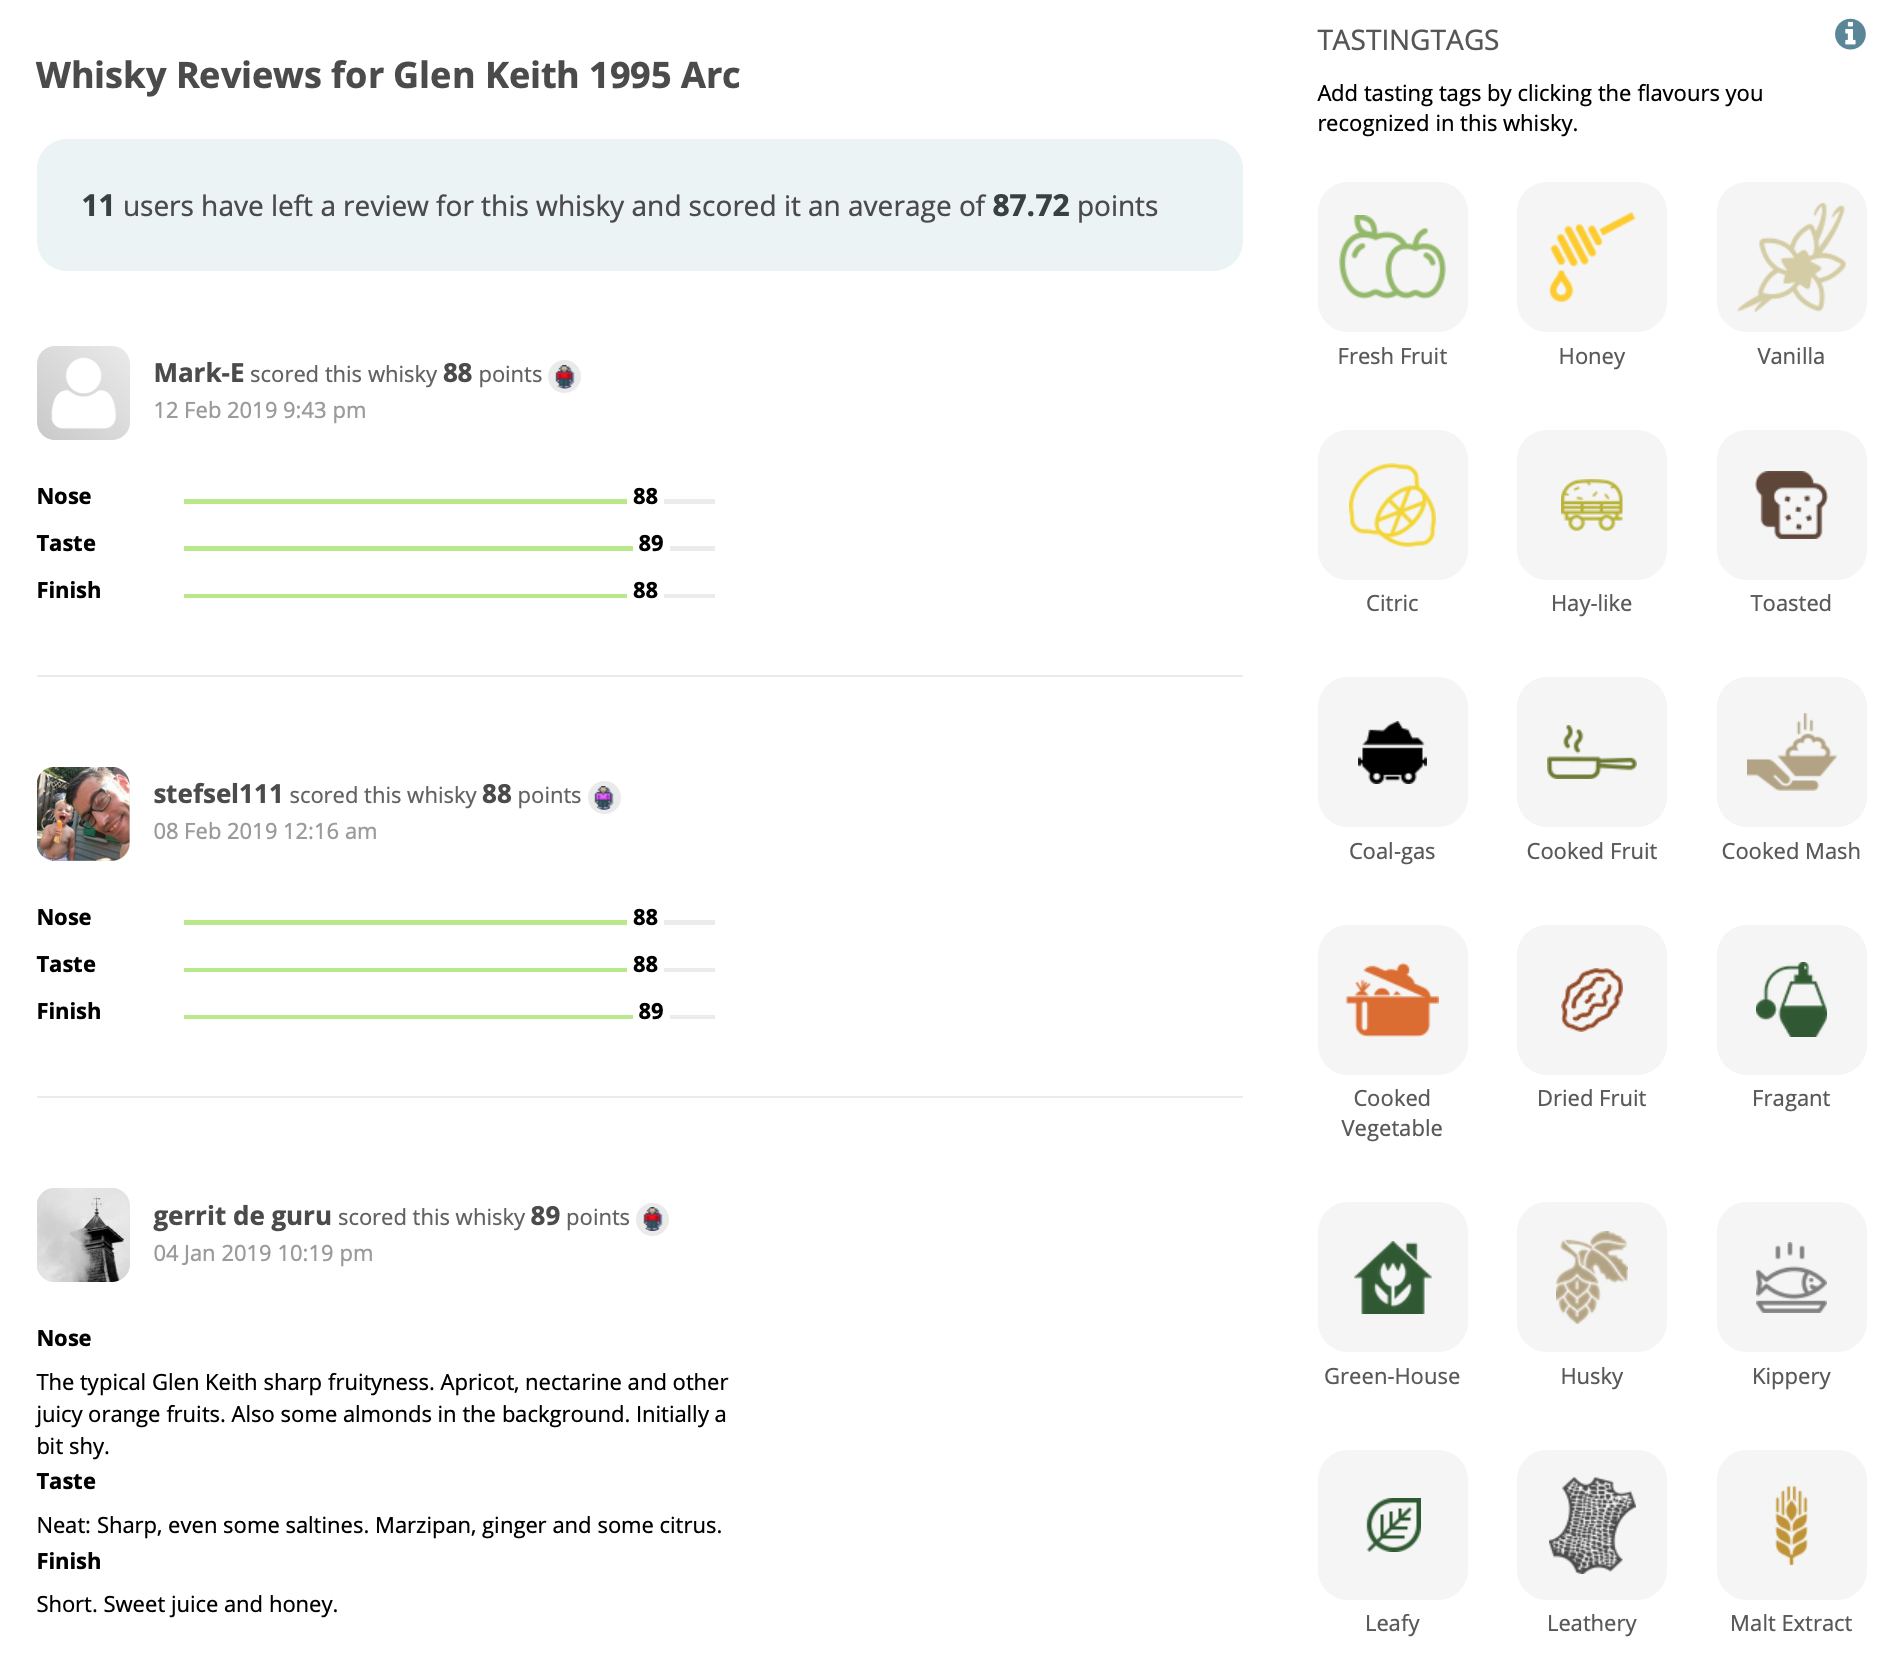 Whisky Reviews for Glen Keith 1995 Arc
11 users have left a review for this whisky and scored it an average of 87.72 points
Mark-E scored this whisky 88 points
12 Feb 2019 9:43 pm
Nose 88
Taste 89
Finish 88
stefsel111 scored this whisky 88 points
08 Feb 2019 12:16 am
Nose 88
Taste 88
Finish 89
gerrit de guru scored this whisky 89 points
04 Jan 2019 10:19 pm
Nose
The typical Glen Keith sharp fruityness. Apricot, nectarine and other
juicy orange fruits. Also some almonds in the background. Initially a
bit shy.
Taste
Neat: Sharp, even some saltines. Marzipan, ginger and some citrus.
Finish
Short. Sweet juice and honey.
TASTINGTAGS
Add tasting tags by clicking the flavours you
recognized in this whisky.
Fresh Fruit Honey Vanilla
Citric Hay-like Toasted
Coal-gas Cooked Fruit Cooked Mash
Cooked
Vegetable Dried Fruit Fragant
Green-House Husky Kippery
Leafy Leathery Malt Extract